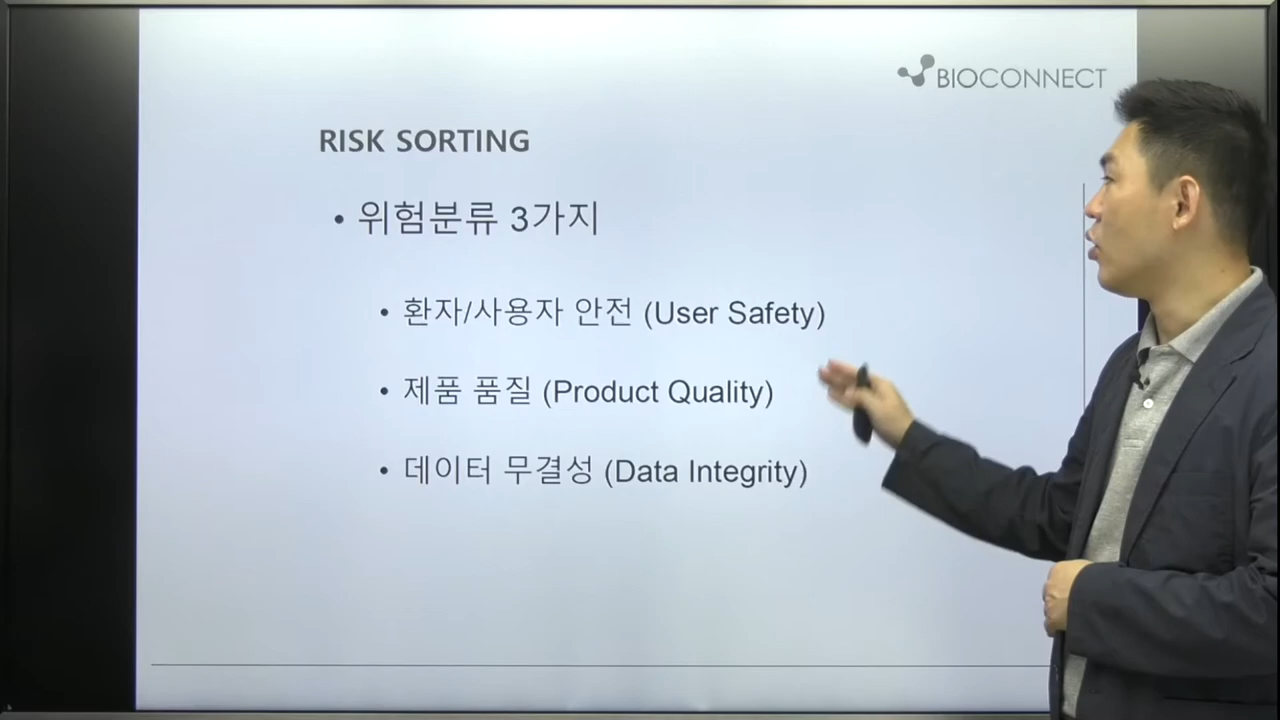 BIOCONNECT
RISK SORTING
• 위험분류 3가지
• 환자/사용자 안전 (User Safety)
• 제품 품질 (Product Quality)
• 데이터 무결성 (Data Integrity)